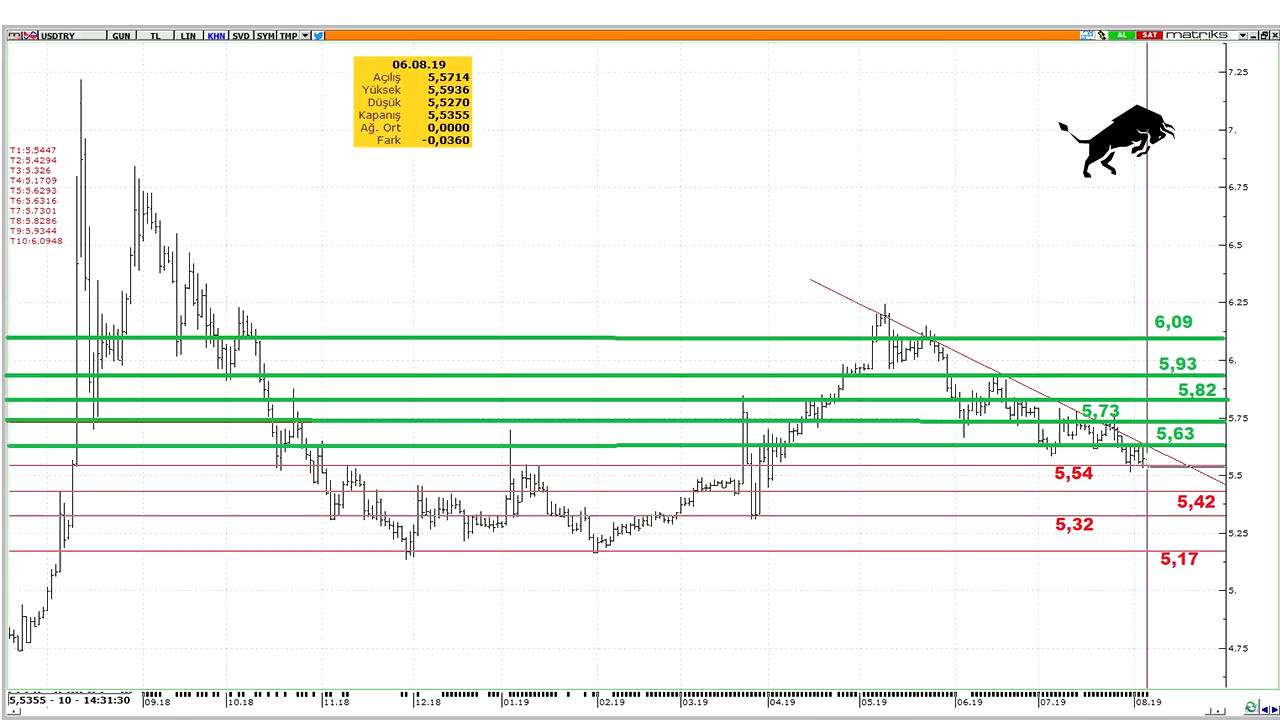 USDTRY GUN TL LIN KHN SVD SYM TMP AL SAT matriks
06.08.19
Açılış 5,5714
Yüksek 5,5936
Düşük 5,5270
Kapanış 5,5355
Ağ. Ort 0,0000
Fark -0,0360
T1:5.5447
T2:5.4294
T3:5.326
T4:5.1709
T5:5.6293
T6:5.6316
T7:5.7301
T8:5.8286
T9:5.9344
T10:6,0948
7,25
7,
6,75
6,5
6,25
6,
5,75
5,5
5,25
5,
4,75
6,09
5,93
5,82
5,73
5,63
5,54
5,42
5,32
5,17
5,5355 - 10 - 14:31:30
09.18 10.18 11.18 12.18 01.19 02.19 03.19 04.19 05.19 06.19 07.19 08.19